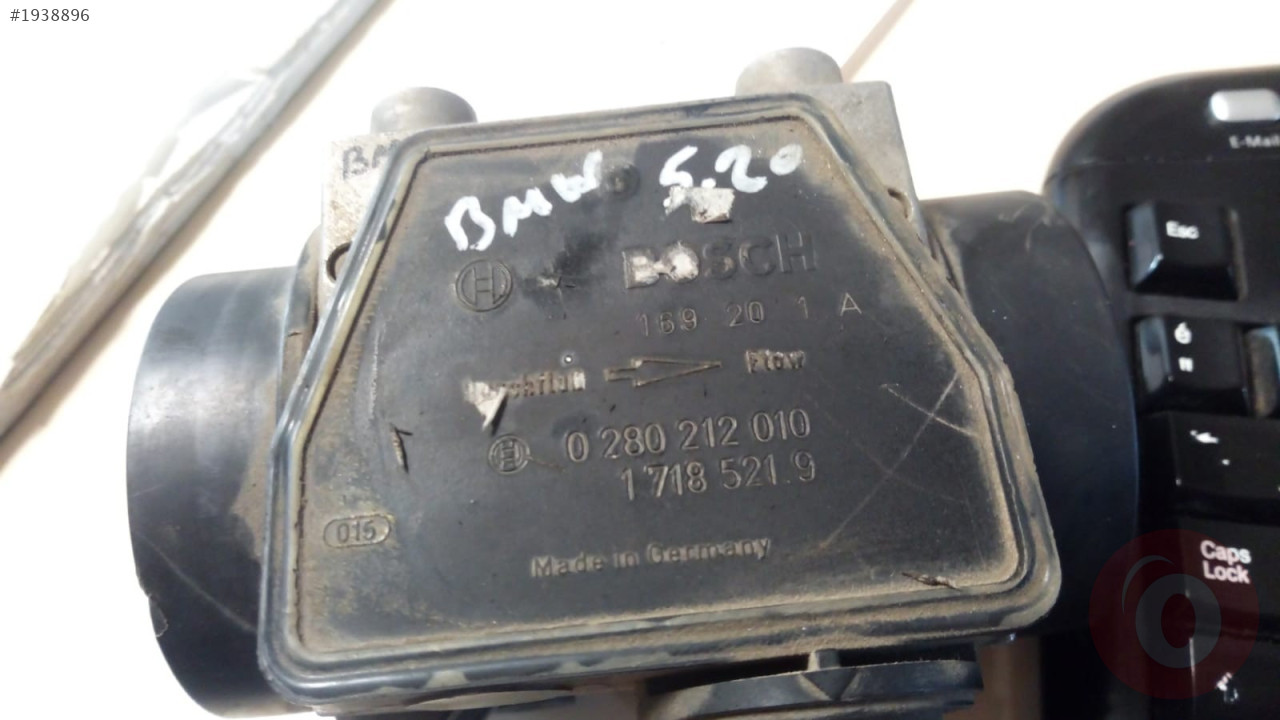 #1938896
BM
BMW 5.20
BOSCH
169 20 1 A
Flow
0 280 212 010
1 718 521.9
015
Made in Germany
E-Mail
Esc
é
Caps
Lock